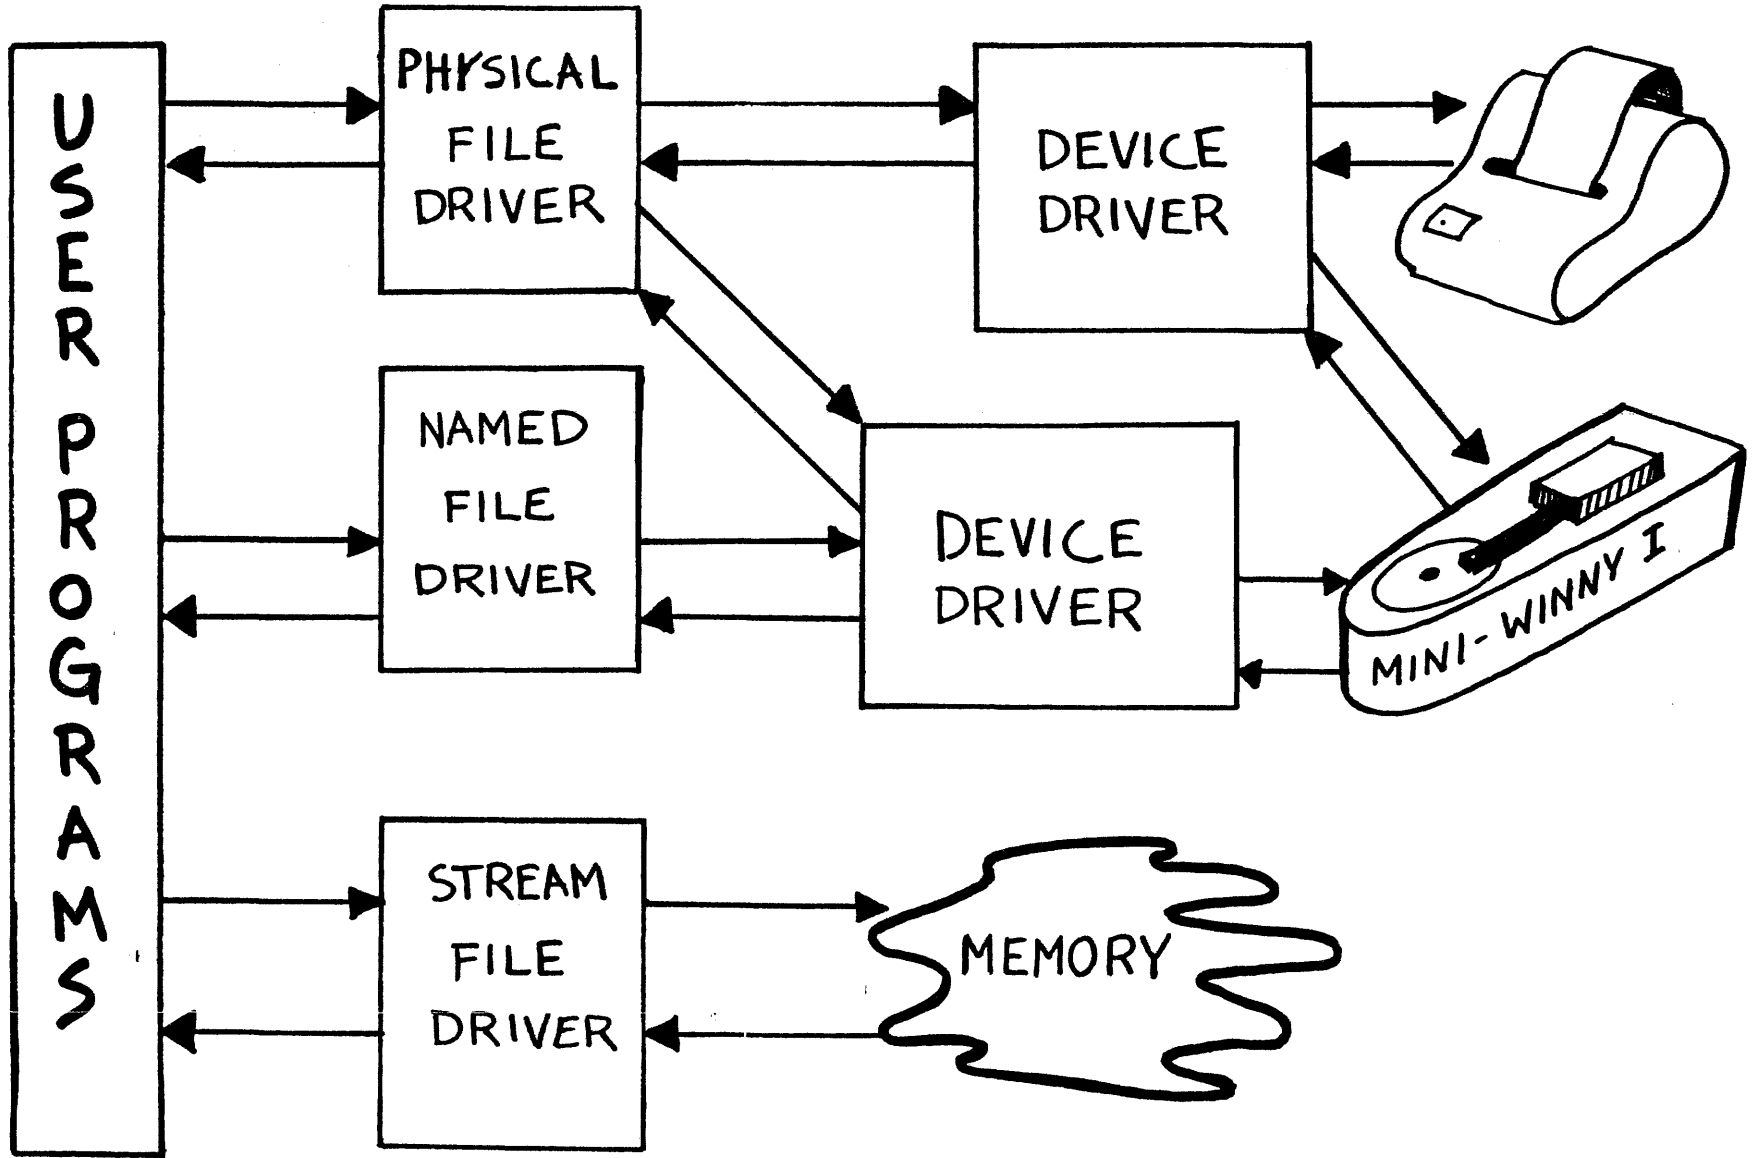 USER PROGRAMS
PHYSICAL
FILE
DRIVER
DEVICE
DRIVER
NAMED
FILE
DRIVER
DEVICE
DRIVER
MINI-WINNY I
STREAM
FILE
DRIVER
MEMORY